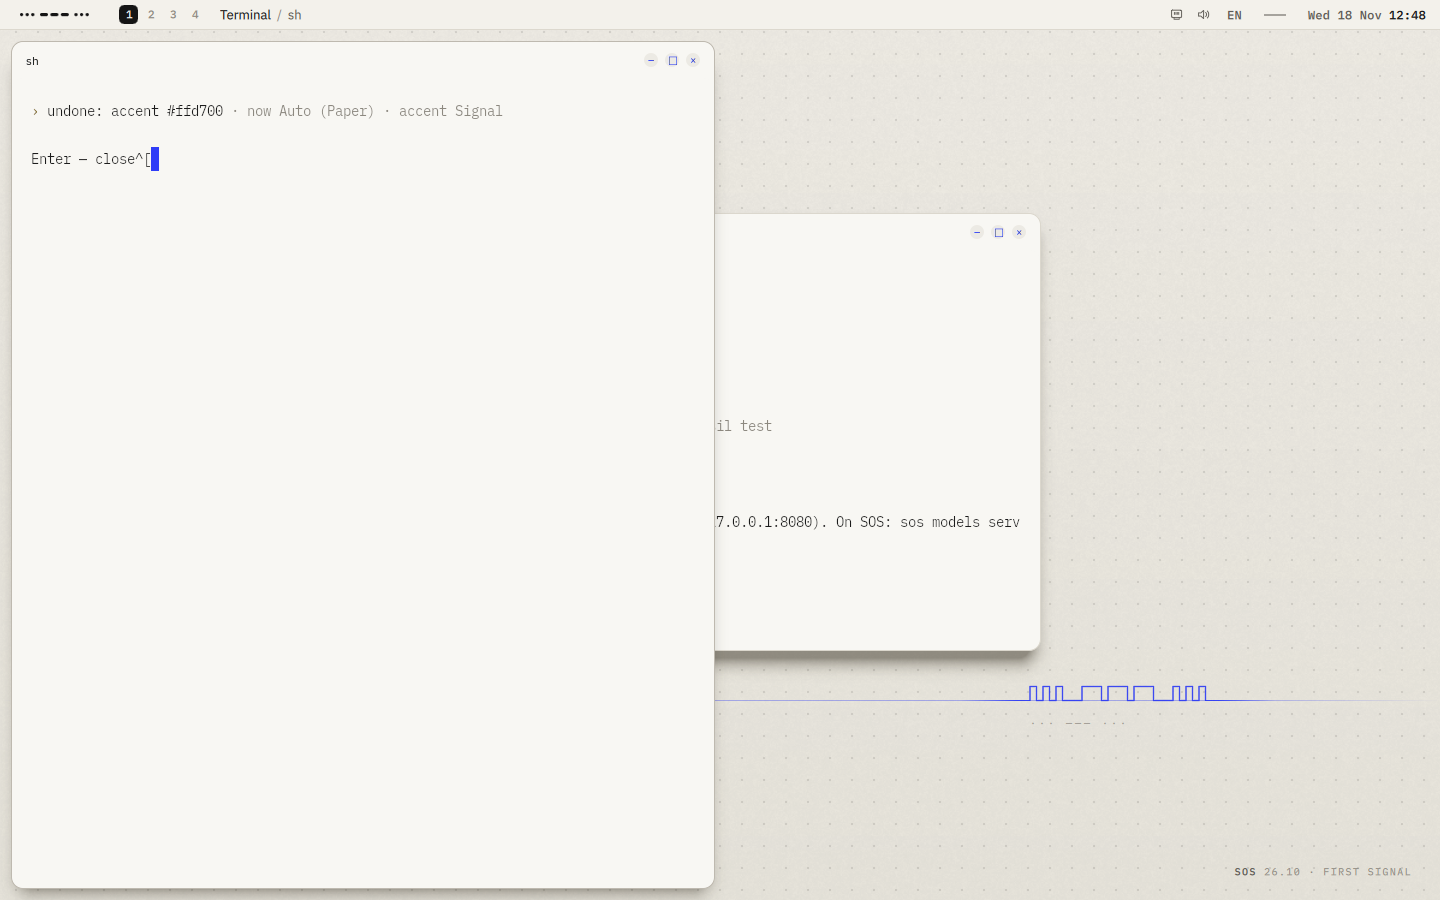 1 2 3 4 Terminal / sh EN Wed 18 Nov 12:48
sh
› undone: accent #ffd700 · now Auto (Paper) · accent Signal
Enter — close^[
il test
7.0.0.1:8080). On SOS: sos models serv
SOS 26.10 · FIRST SIGNAL